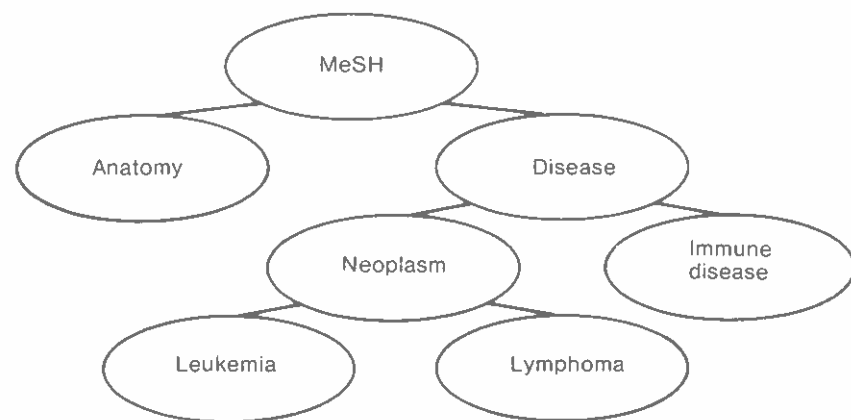 MeSH
Anatomy
Disease
Neoplasm
Immune
disease
Leukemia
Lymphoma